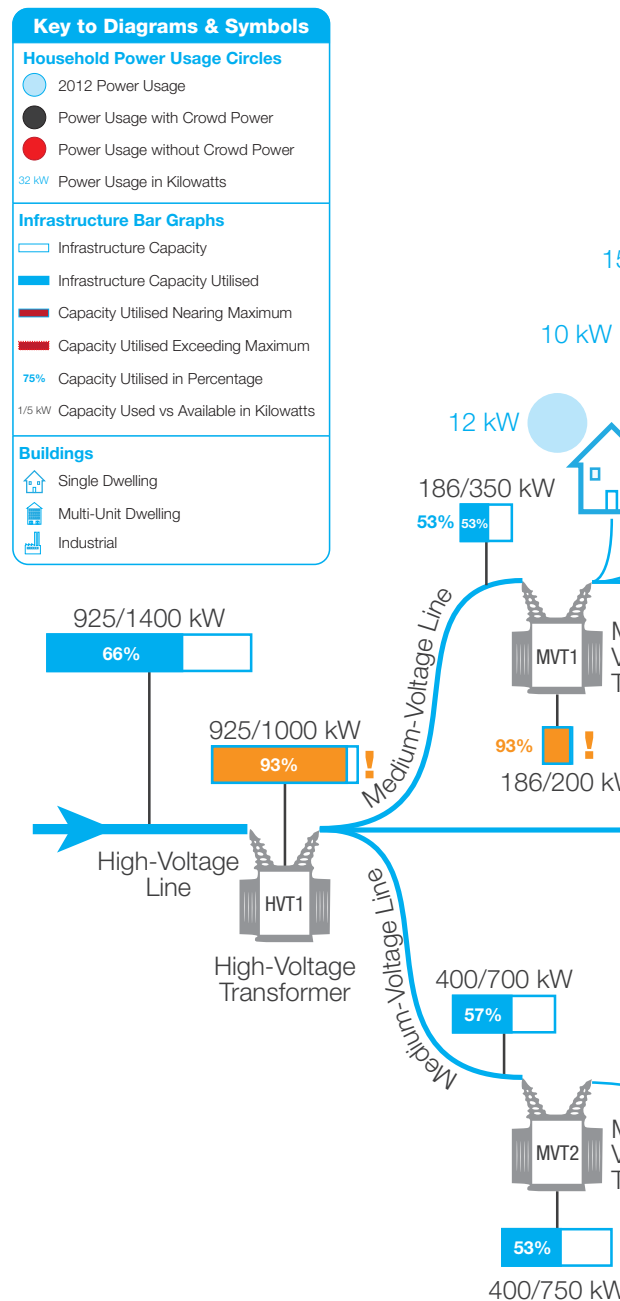 Key to Diagrams & Symbols
Household Power Usage Circles
2012 Power Usage
Power Usage with Crowd Power
Power Usage without Crowd Power
32 kW Power Usage in Kilowatts
Infrastructure Bar Graphs
Infrastructure Capacity
Infrastructure Capacity Utilised
Capacity Utilised Nearing Maximum
Capacity Utilised Exceeding Maximum
75% Capacity Utilised in Percentage
1/5 kW Capacity Used vs Available in Kilowatts
Buildings
Single Dwelling
Multi-Unit Dwelling
Industrial
15
10 kW
12 kW
186/350 kW
53% 53%
Medium-Voltage Line
MVT1
M
V
T
93% !
186/200 kW
925/1400 kW
66%
925/1000 kW
93% !
High-Voltage
Line
HVT1
High-Voltage
Transformer
Medium-Voltage Line
400/700 kW
57%
MVT2
M
V
T
53%
400/750 kW